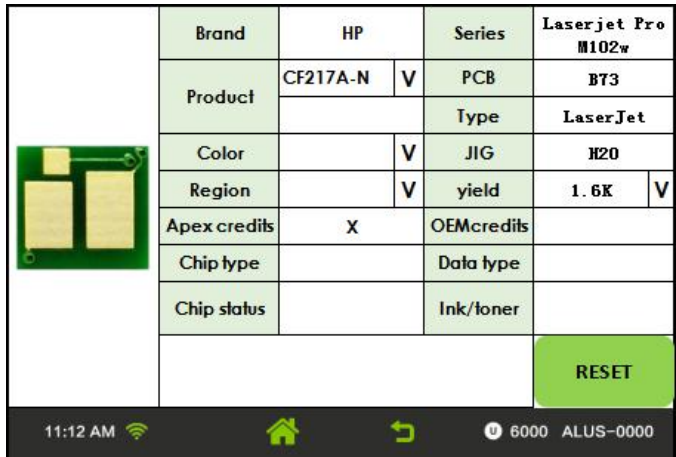 Brand HP Series Laserjet Pro
M102w
Product CF217A-N V PCB B73
Type LaserJet
Color V JIG H20
Region V yield 1.6K V
Apex credits X OEMcredits
Chip type Data type
Chip status Ink/toner
RESET
11:12 AM U 6000 ALUS-0000